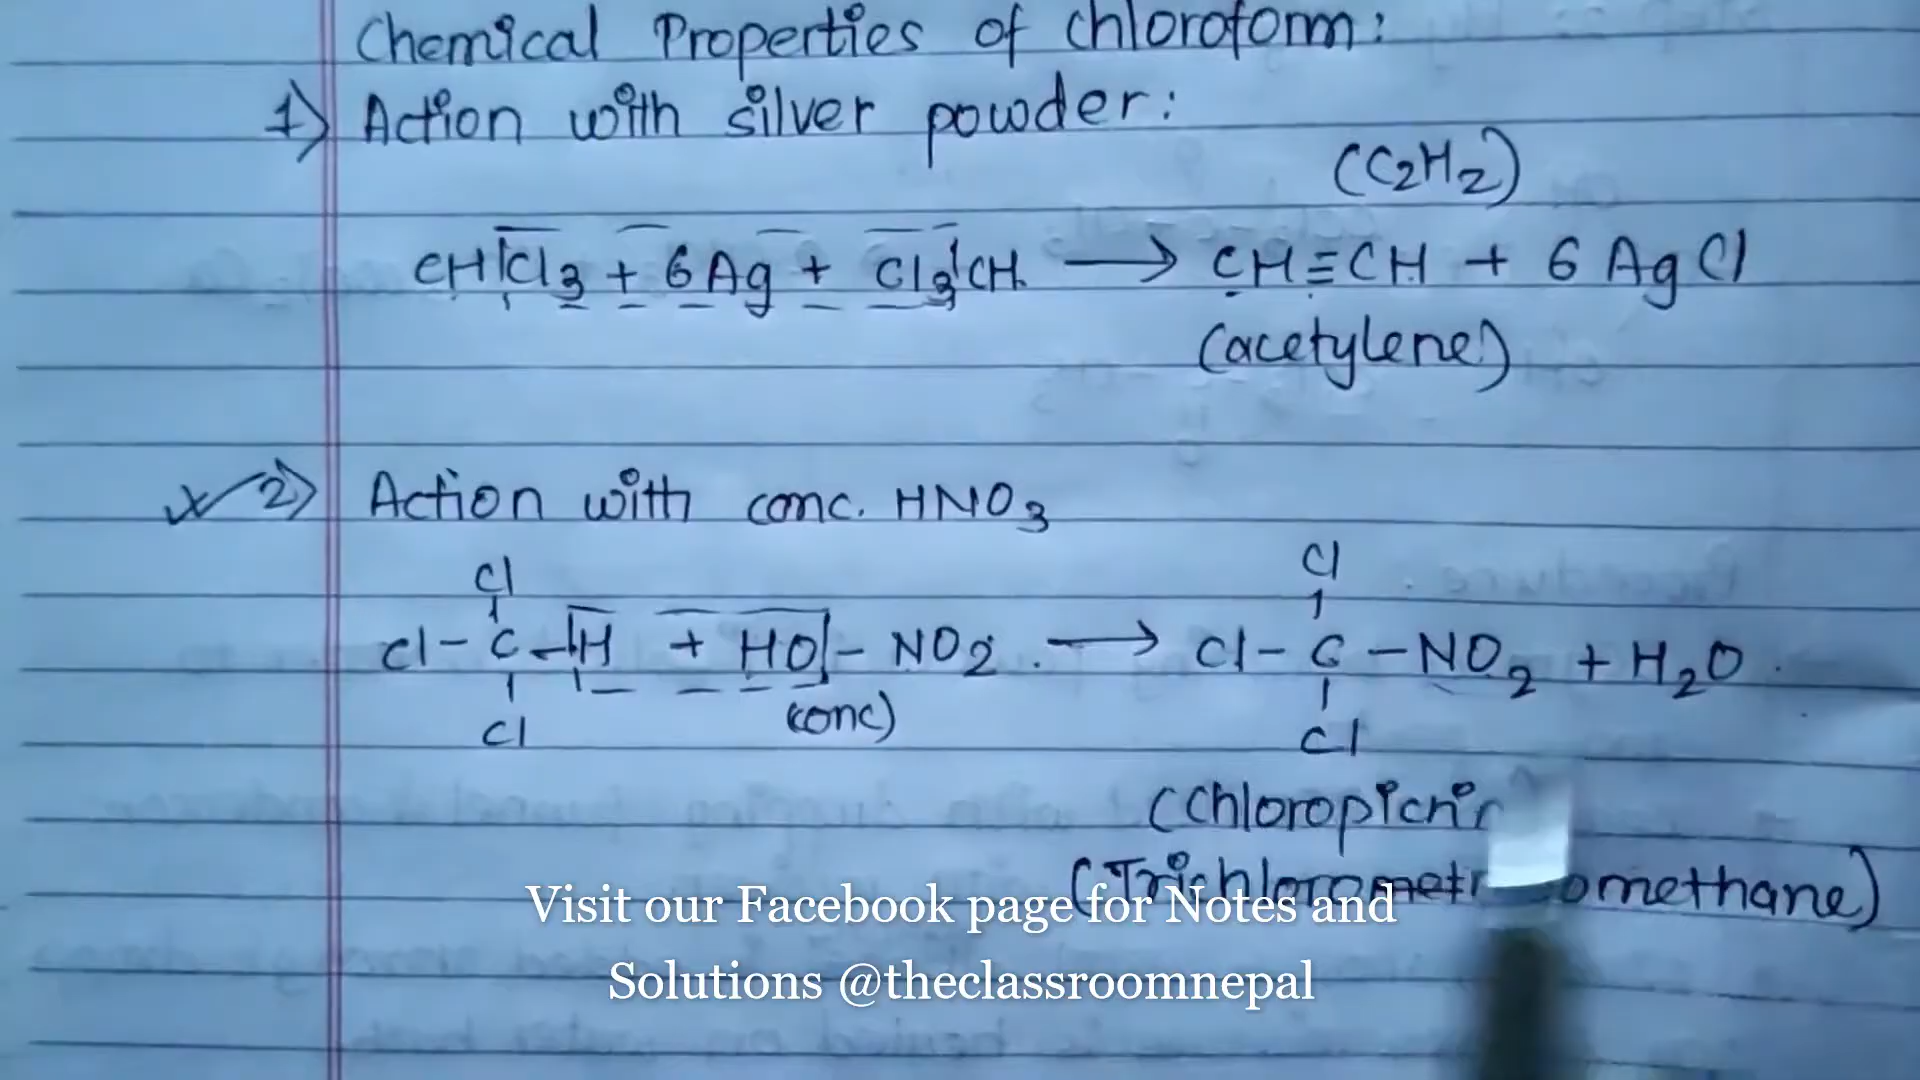 Chemical Properties of chloroform:
1) Action with silver powder:
(C2H2)
CHCl3 + 6Ag + Cl3CH → CH≡CH + 6 AgCl
(acetylene)
2) Action with conc. HNO3
Cl Cl
Cl-C-H + HO-NO2 → Cl-C-NO2 + H2O
Cl (conc) Cl
(Chloropicrin
omethane)
Visit our Facebook page for Notes and
Solutions @theclassroomnepal